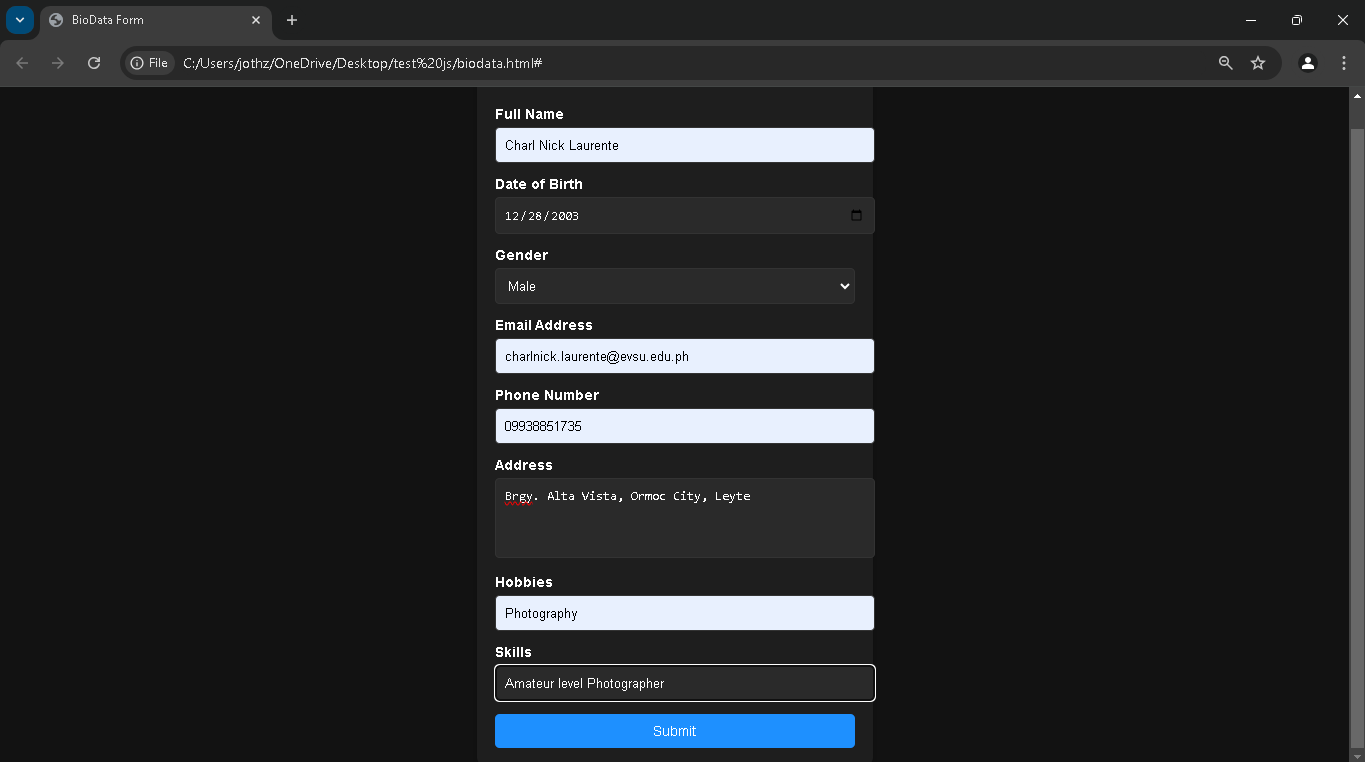 BioData Form
File
C:/Users/jothz/OneDrive/Desktop/test%20js/biodata.html#
Full Name
Charl Nick Laurente
Date of Birth
12/28/2003
Gender
Male
Email Address
charlnick.laurente@evsu.edu.ph
Phone Number
09938851735
Address
Brgy. Alta Vista, Ormoc City, Leyte
Hobbies
Photography
Skills
Amateur level Photographer
Submit